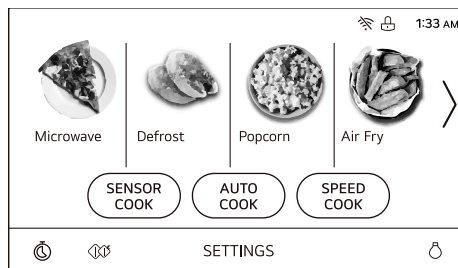 1:33 AM
Microwave
Defrost
Popcorn
Air Fry
SENSOR
COOK
AUTO
COOK
SPEED
COOK
SETTINGS